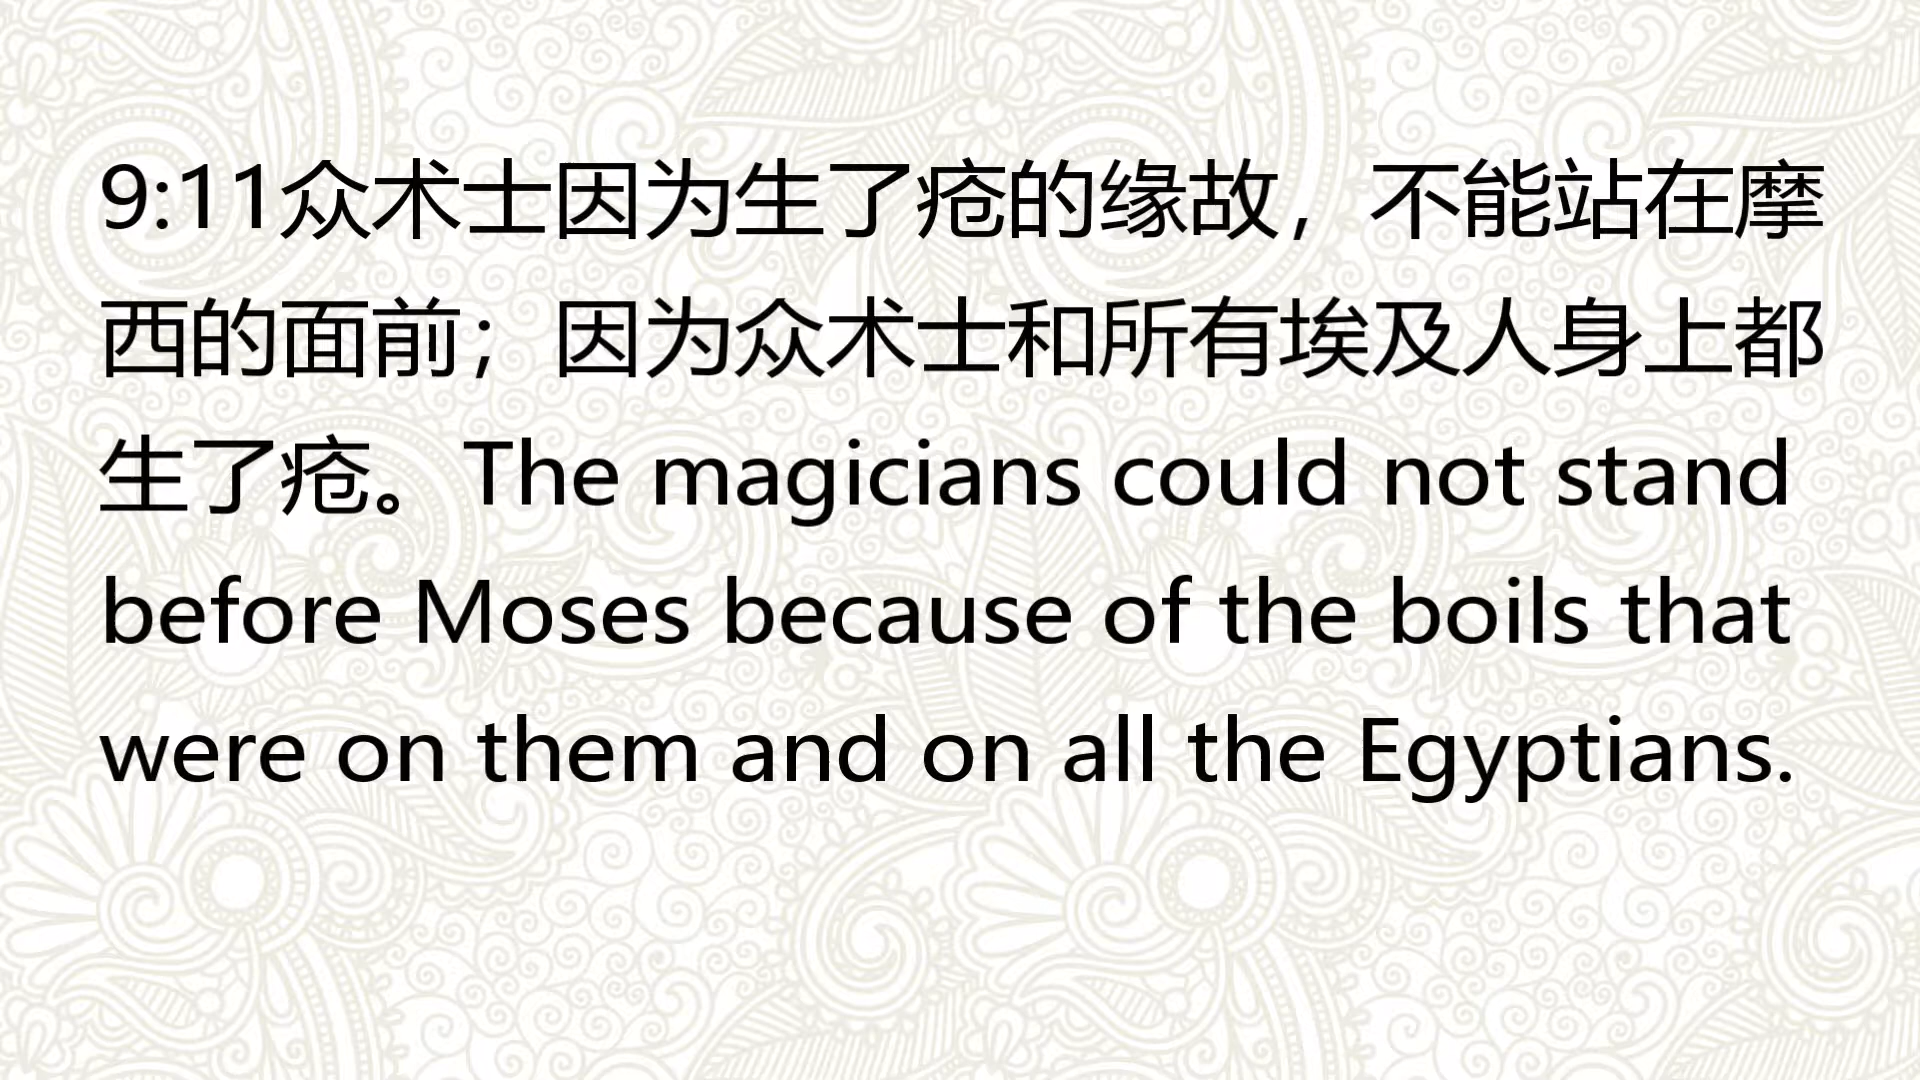 9:11众术士因为生了疮的缘故，不能站在摩
西的面前；因为众术士和所有埃及人身上都
生了疮。The magicians could not stand
before Moses because of the boils that
were on them and on all the Egyptians.